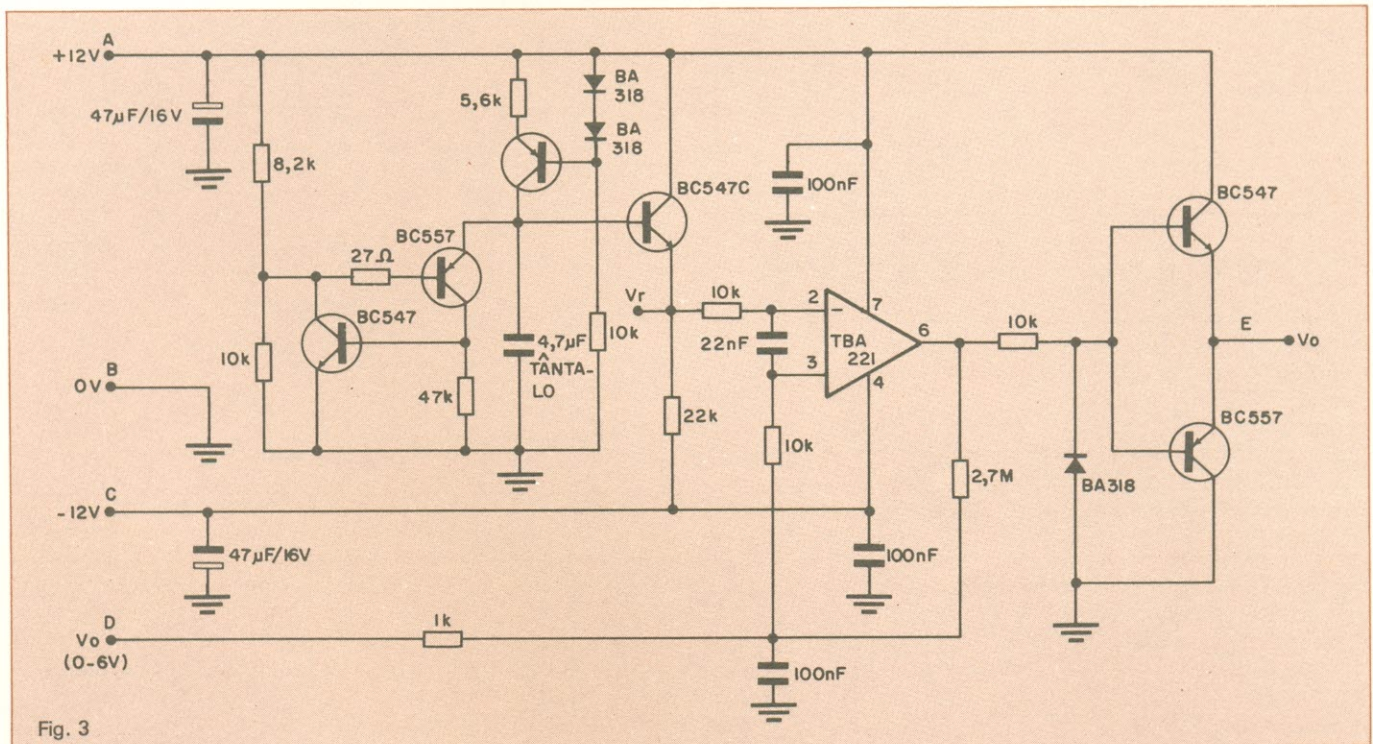 A
+12V
47µF/16V
8,2k
5,6k
BA
318
BA
318
BC547C
100nF
BC547
BC557
27Ω
BC547
10k
47k
4,7µF
TÂNTA-
LO
10k
Vr
10k
22nF
2
3
7
6
4
TBA
221
10k
E
Vo
B
0V
22k
10k
2,7M
BA318
BC557
C
-12V
47µF/16V
100nF
D
Vo
(0-6V)
1k
100nF
Fig. 3